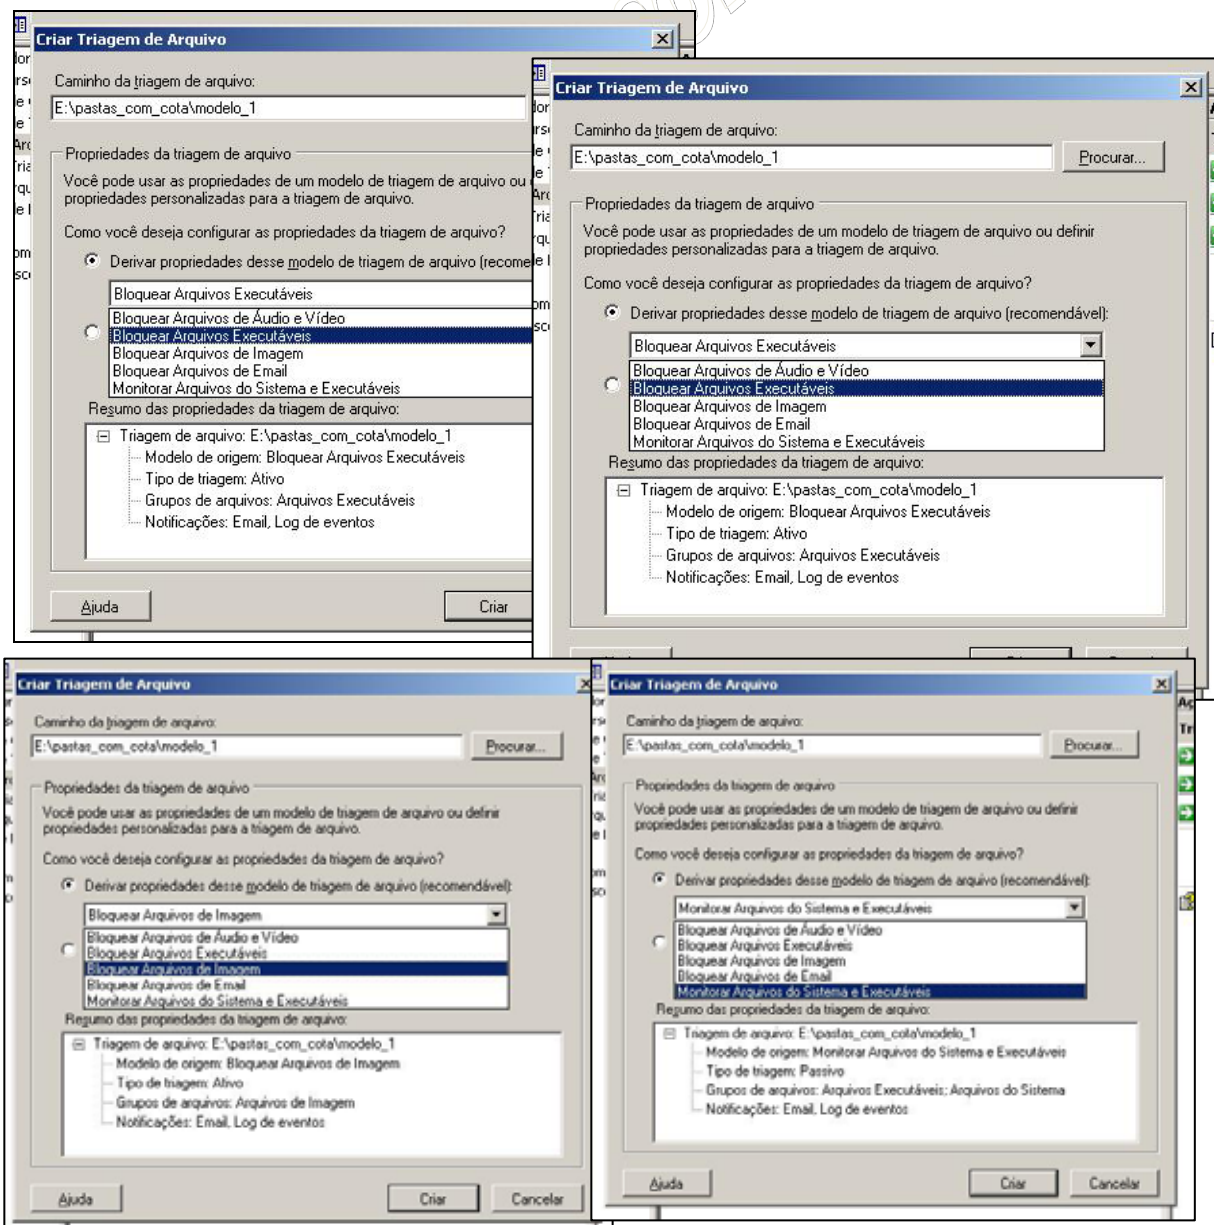 Criar Triagem de Arquivo
Caminho da triagem de arquivo:
E:\pastas_com_cota\modelo_1
Propriedades da triagem de arquivo
Você pode usar as propriedades de um modelo de triagem de arquivo ou
propriedades personalizadas para a triagem de arquivo.
Como você deseja configurar as propriedades da triagem de arquivo?
Derivar propriedades desse modelo de triagem de arquivo (recome
Bloquear Arquivos Executáveis
Bloquear Arquivos de Áudio e Vídeo
Bloquear Arquivos Executáveis
Bloquear Arquivos de Imagem
Bloquear Arquivos de Email
Monitorar Arquivos do Sistema e Executáveis
Resumo das propriedades da triagem de arquivo:
Triagem de arquivo: E:\pastas_com_cota\modelo_1
Modelo de origem: Bloquear Arquivos Executáveis
Tipo de triagem: Ativo
Grupos de arquivos: Arquivos Executáveis
Notificações: Email, Log de eventos
Ajuda Criar
Criar Triagem de Arquivo
Caminho da triagem de arquivo:
E:\pastas_com_cota\modelo_1 Procurar...
Propriedades da triagem de arquivo
Você pode usar as propriedades de um modelo de triagem de arquivo ou definir
propriedades personalizadas para a triagem de arquivo.
Como você deseja configurar as propriedades da triagem de arquivo?
Derivar propriedades desse modelo de triagem de arquivo (recomendável):
Bloquear Arquivos Executáveis
Bloquear Arquivos de Áudio e Vídeo
Bloquear Arquivos Executáveis
Bloquear Arquivos de Imagem
Bloquear Arquivos de Email
Monitorar Arquivos do Sistema e Executáveis
Resumo das propriedades da triagem de arquivo:
Triagem de arquivo: E:\pastas_com_cota\modelo_1
Modelo de origem: Bloquear Arquivos Executáveis
Tipo de triagem: Ativo
Grupos de arquivos: Arquivos Executáveis
Notificações: Email, Log de eventos
Criar Triagem de Arquivo
Caminho da triagem de arquivo:
E:\pastas_com_cota\modelo_1 Procurar...
Propriedades da triagem de arquivo
Você pode usar as propriedades de um modelo de triagem de arquivo ou definir
propriedades personalizadas para a triagem de arquivo.
Como você deseja configurar as propriedades da triagem de arquivo?
Derivar propriedades desse modelo de triagem de arquivo (recomendável):
Bloquear Arquivos de Imagem
Bloquear Arquivos de Áudio e Vídeo
Bloquear Arquivos Executáveis
Bloquear Arquivos de Imagem
Bloquear Arquivos de Email
Monitorar Arquivos do Sistema e Executáveis
Resumo das propriedades da triagem de arquivo:
Triagem de arquivo: E:\pastas_com_cota\modelo_1
Modelo de origem: Bloquear Arquivos de Imagem
Tipo de triagem: Ativo
Grupos de arquivos: Arquivos de Imagem
Notificações: Email, Log de eventos
Ajuda Criar Cancelar
Criar Triagem de Arquivo
Caminho da triagem de arquivo:
E:\pastas_com_cota\modelo_1 Procurar...
Propriedades da triagem de arquivo
Você pode usar as propriedades de um modelo de triagem de arquivo ou definir
propriedades personalizadas para a triagem de arquivo.
Como você deseja configurar as propriedades da triagem de arquivo?
Derivar propriedades desse modelo de triagem de arquivo (recomendável):
Monitorar Arquivos do Sistema e Executáveis
Bloquear Arquivos de Áudio e Vídeo
Bloquear Arquivos Executáveis
Bloquear Arquivos de Imagem
Bloquear Arquivos de Email
Monitorar Arquivos do Sistema e Executáveis
Resumo das propriedades da triagem de arquivo:
Triagem de arquivo: E:\pastas_com_cota\modelo_1
Modelo de origem: Monitorar Arquivos do Sistema e Executáveis
Tipo de triagem: Passivo
Grupos de arquivos: Arquivos Executáveis; Arquivos do Sistema
Notificações: Email, Log de eventos
Ajuda Criar Cancelar